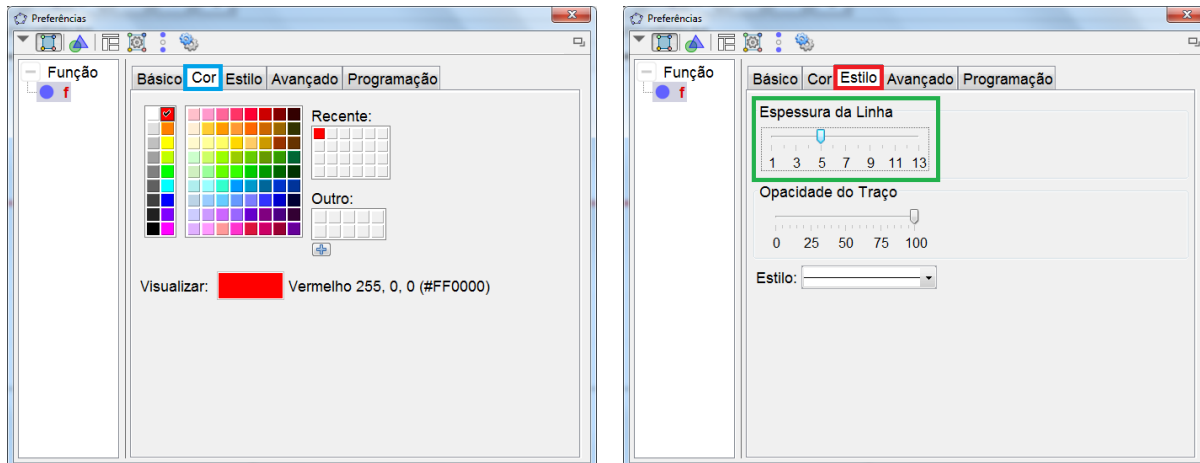 Preferências
Função
f
Básico Cor Estilo Avançado Programação
Recente:
Outro:
Visualizar: Vermelho 255, 0, 0 (#FF0000)
Preferências
Função
f
Básico Cor Estilo Avançado Programação
Espessura da Linha
1 3 5 7 9 11 13
Opacidade do Traço
0 25 50 75 100
Estilo: